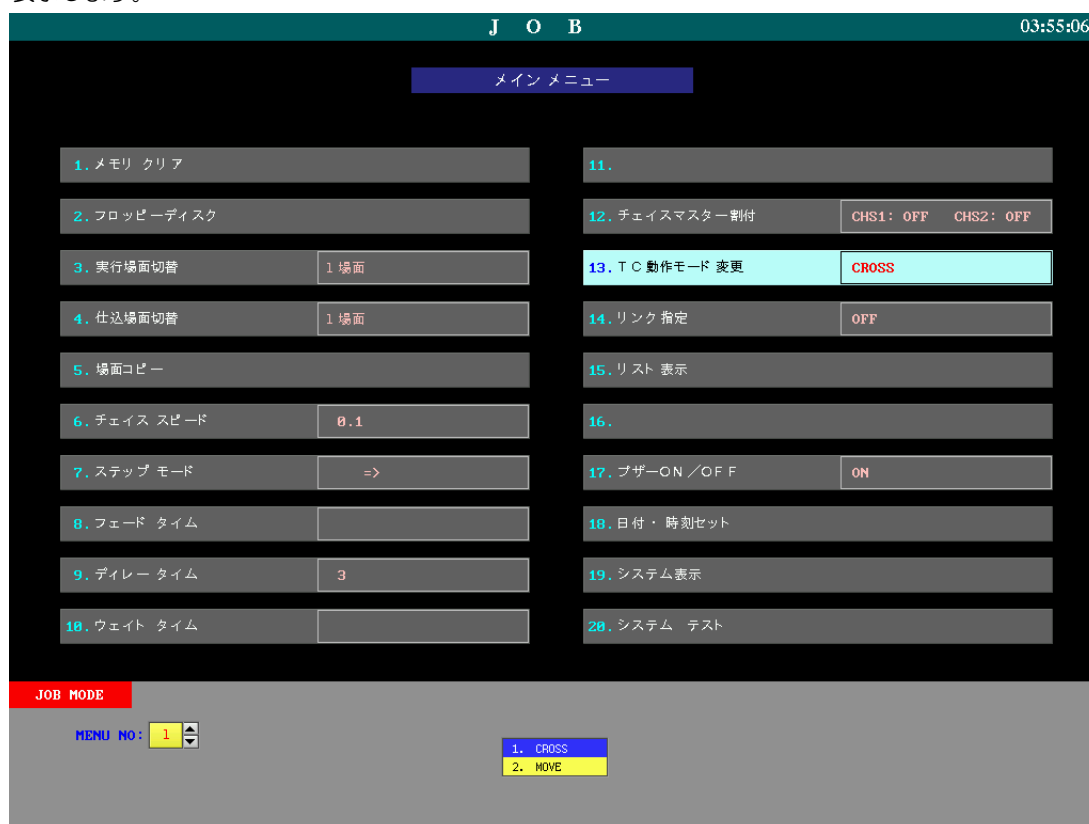 J O B 03:55:06
メイン メニュー
1.メモリ クリア
2.フロッピーディスク
3.実行場面切替 1 場面
4.仕込場面切替 1 場面
5.場面コピー
6.チェイス スピード 0.1
7.ステップ モード =>
8.フェード タイム
9.ディレー タイム 3
10.ウェイト タイム
11.
12.チェイスマスター割付 CHS1: OFF CHS2: OFF
13.ＴＣ動作モード 変更 CROSS
14.リンク 指定 OFF
15.リスト 表示
16.
17.ブザーＯＮ／ＯＦＦ ON
18.日付・ 時刻セット
19.システム表示
20.システム テスト
JOB MODE
MENU NO: 1
1. CROSS
2. MOVE